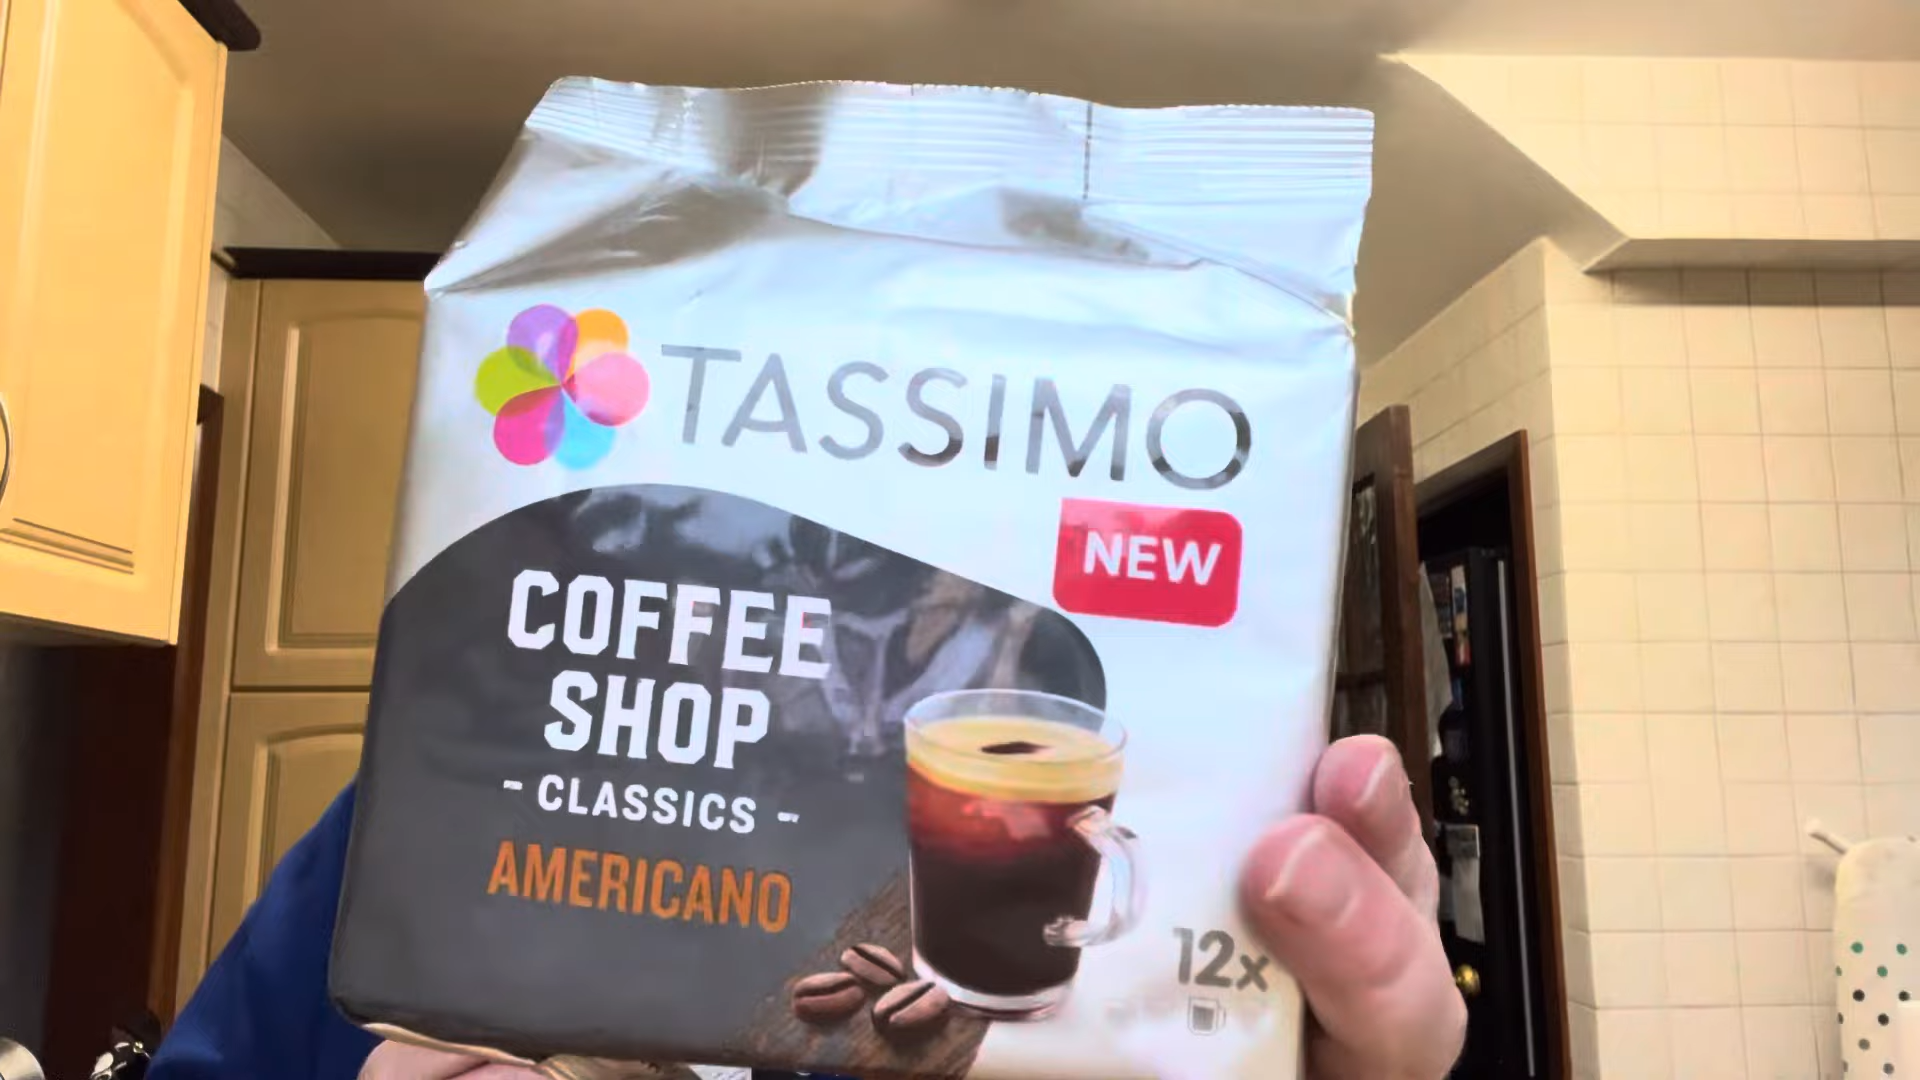 TASSIMO
NEW
COFFEE
SHOP
- CLASSICS -
AMERICANO
12x